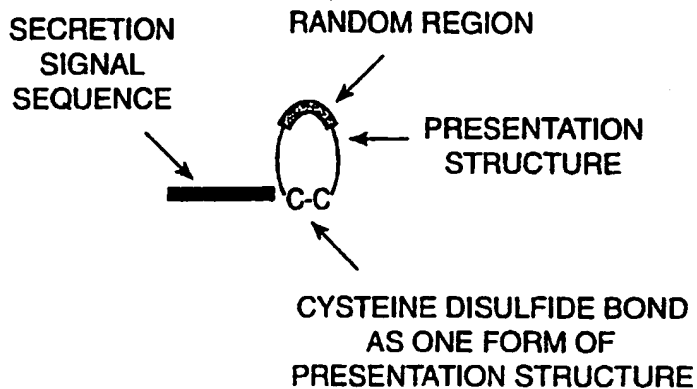 SECRETION
SIGNAL
SEQUENCE
RANDOM REGION
PRESENTATION
STRUCTURE
C-C
CYSTEINE DISULFIDE BOND
AS ONE FORM OF
PRESENTATION STRUCTURE